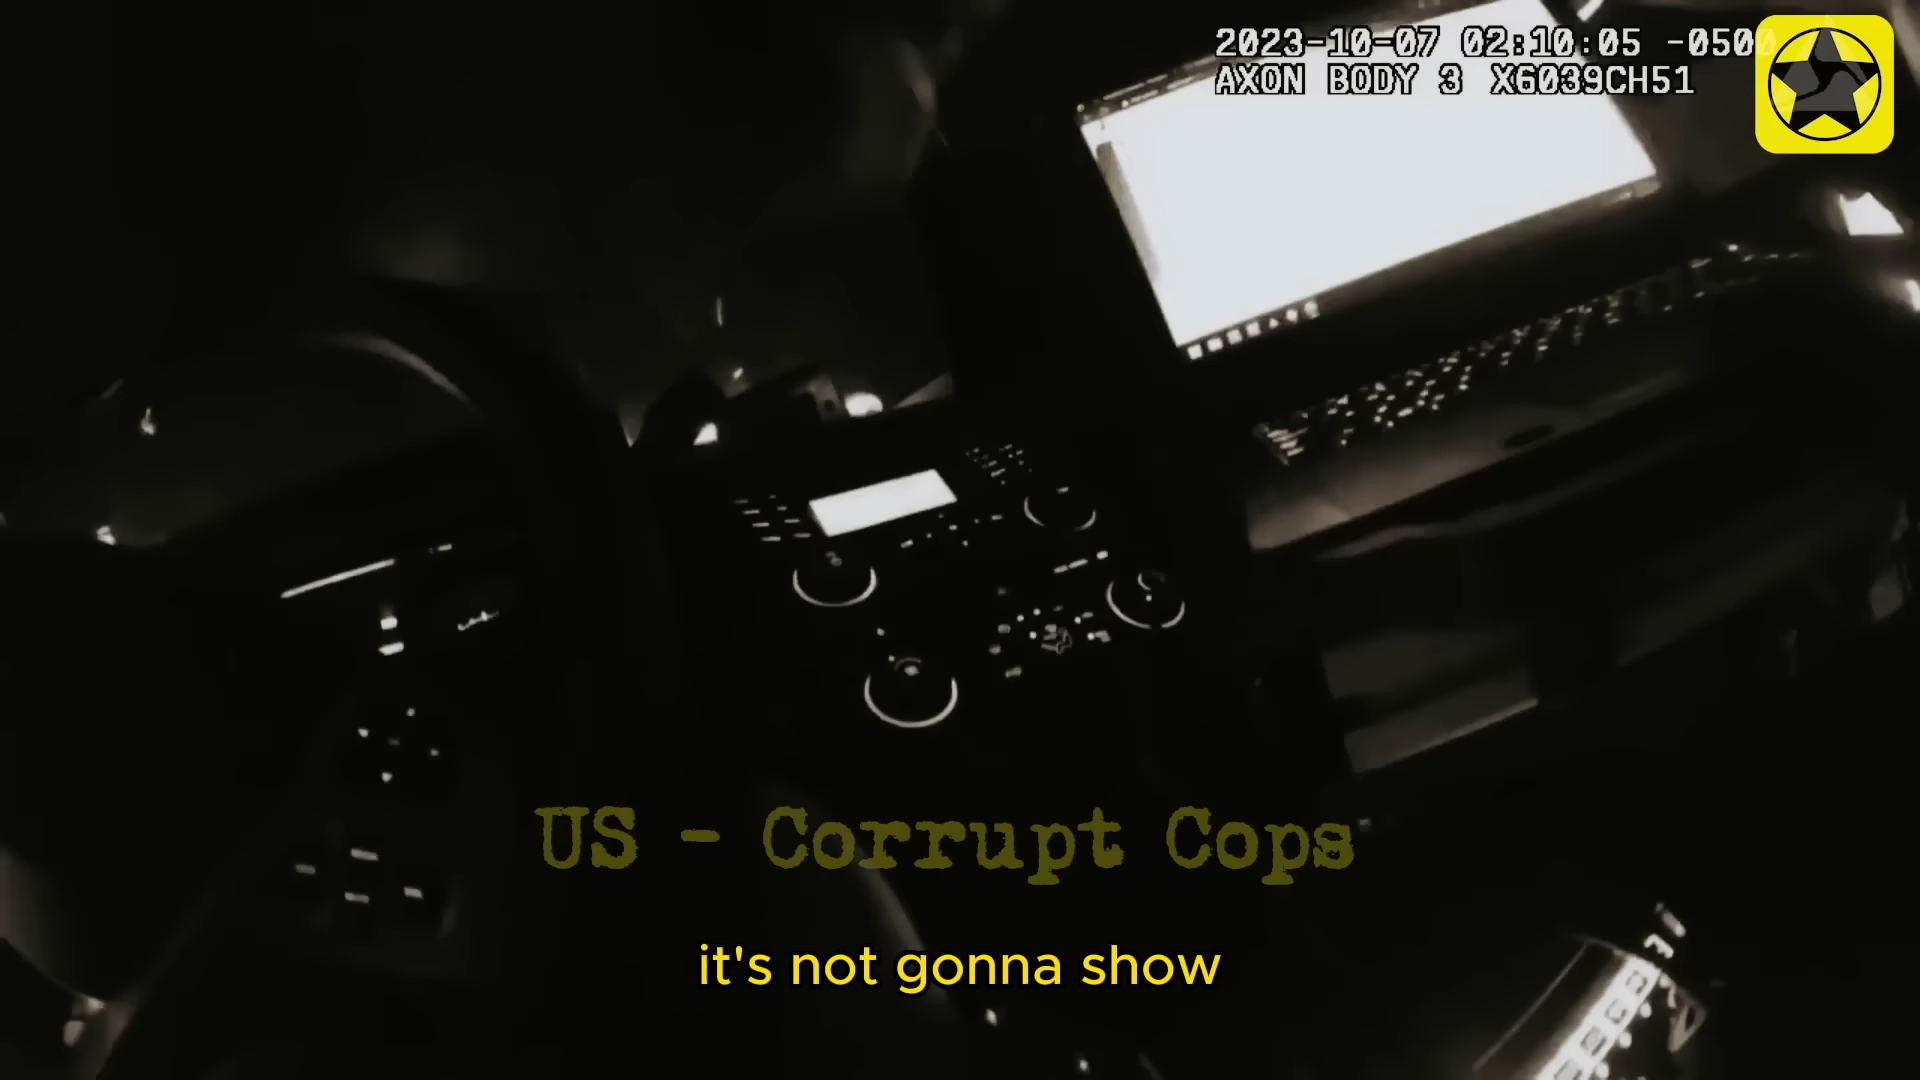 2023-10-07 02:10:05 -0500
AXON BODY 3 X6039CH51
US - Corrupt Cops
it's not gonna show